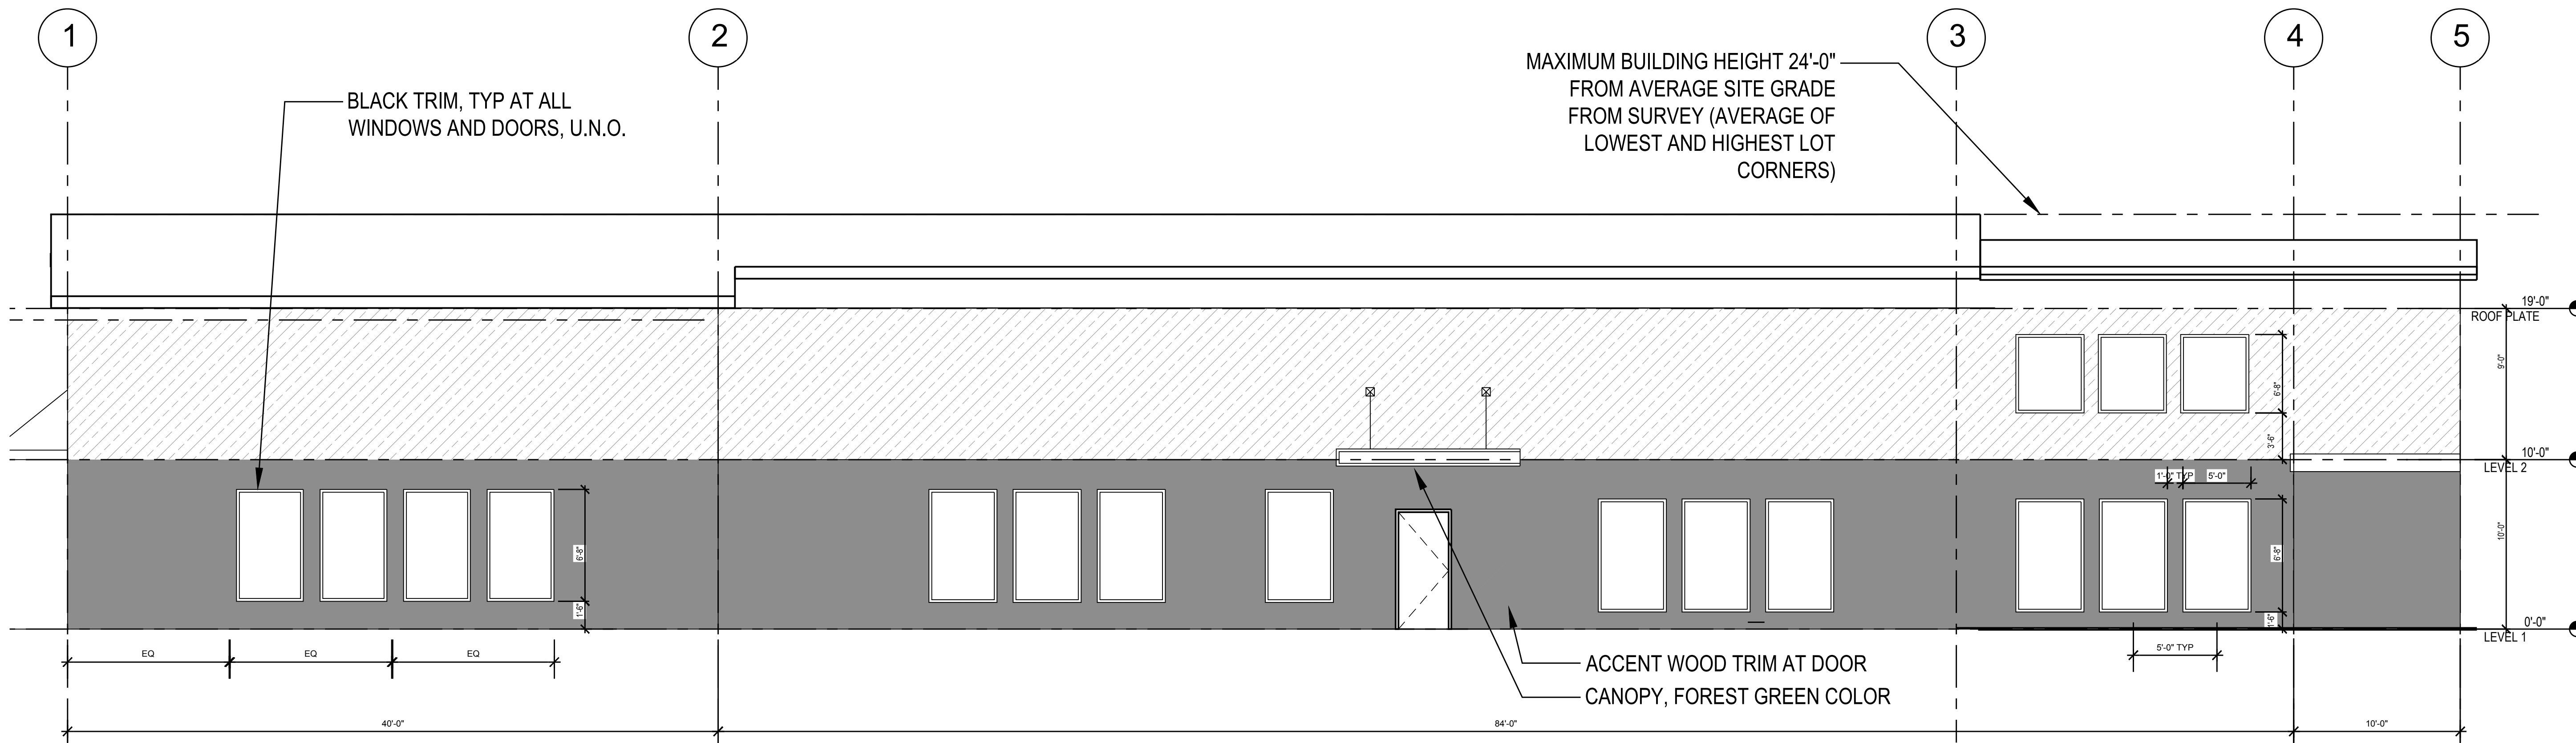 1
2
3
4
5
BLACK TRIM, TYP AT ALL
WINDOWS AND DOORS, U.N.O.
MAXIMUM BUILDING HEIGHT 24'-0"
FROM AVERAGE SITE GRADE
FROM SURVEY (AVERAGE OF
LOWEST AND HIGHEST LOT
CORNERS)
19'-0"
ROOF PLATE
9'-0"
6'-8"
3'-6"
10'-0"
LEVEL 2
1'-0" TYP
5'-0"
6'-8"
6'-8"
10'-0"
1'-6"
1'-6"
0'-0"
LEVEL 1
EQ
EQ
EQ
5'-0" TYP
ACCENT WOOD TRIM AT DOOR
CANOPY, FOREST GREEN COLOR
40'-0"
84'-0"
10'-0"